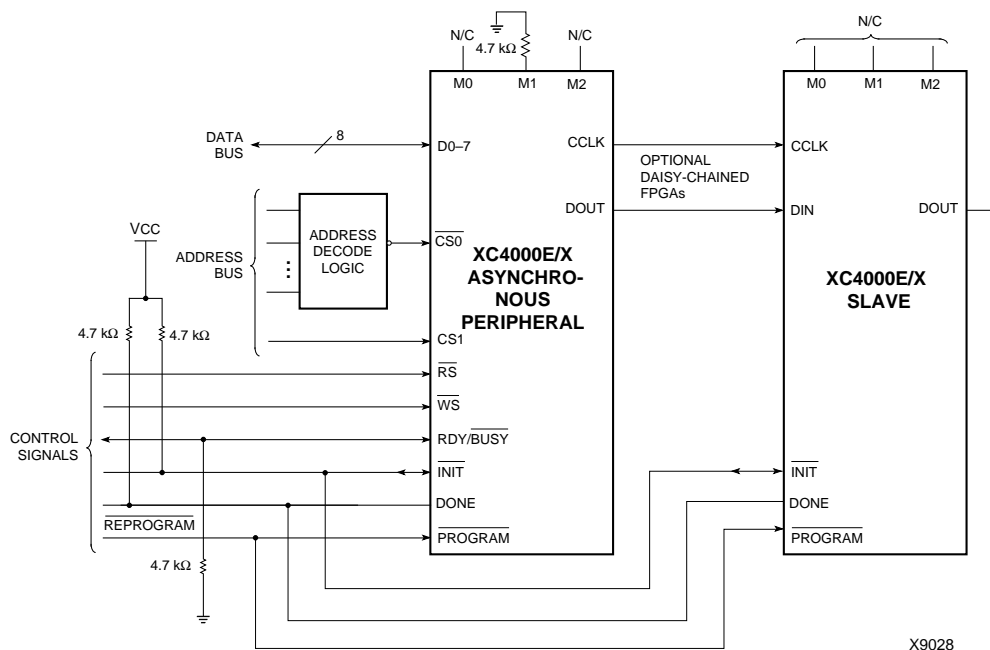 N/C
4.7 kΩ
N/C
N/C
M0
M1
M2
M0
M1
M2
DATA
BUS
8
D0–7
CCLK
CCLK
OPTIONAL
DAISY-CHAINED
FPGAs
DOUT
DIN
DOUT
VCC
ADDRESS
BUS
ADDRESS
DECODE
LOGIC
CS0
XC4000E/X
ASYNCHRO-
NOUS
PERIPHERAL
XC4000E/X
SLAVE
4.7 kΩ
4.7 kΩ
CS1
RS
WS
CONTROL
SIGNALS
RDY/BUSY
INIT
INIT
DONE
DONE
REPROGRAM
PROGRAM
PROGRAM
4.7 kΩ
X9028